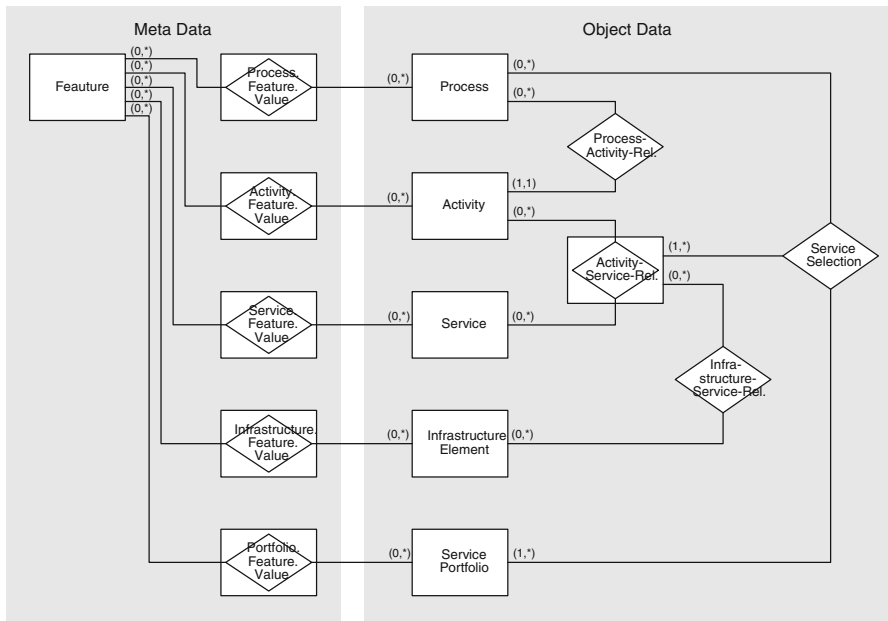 Meta Data
Object Data
Feauture
(0,*)
(0,*)
(0,*)
(0,*)
(0,*)
Process.
Feature.
Value
(0,*)
Process
(0,*)
(0,*)
Process-
Activity-Rel.
Activity.
Feature.
Value
(0,*)
Activity
(1,1)
(0,*)
Activity-
Service-Rel.
(1,*)
(0,*)
Service
Selection
Service.
Feature.
Value
(0,*)
Service
(0,*)
Infra-
structure-
Service-Rel.
Infrastructure.
Feature.
Value
(0,*)
Infrastructure
Element
(0,*)
Portfolio.
Feature.
Value
(0,*)
Service
Portfolio
(1,*)